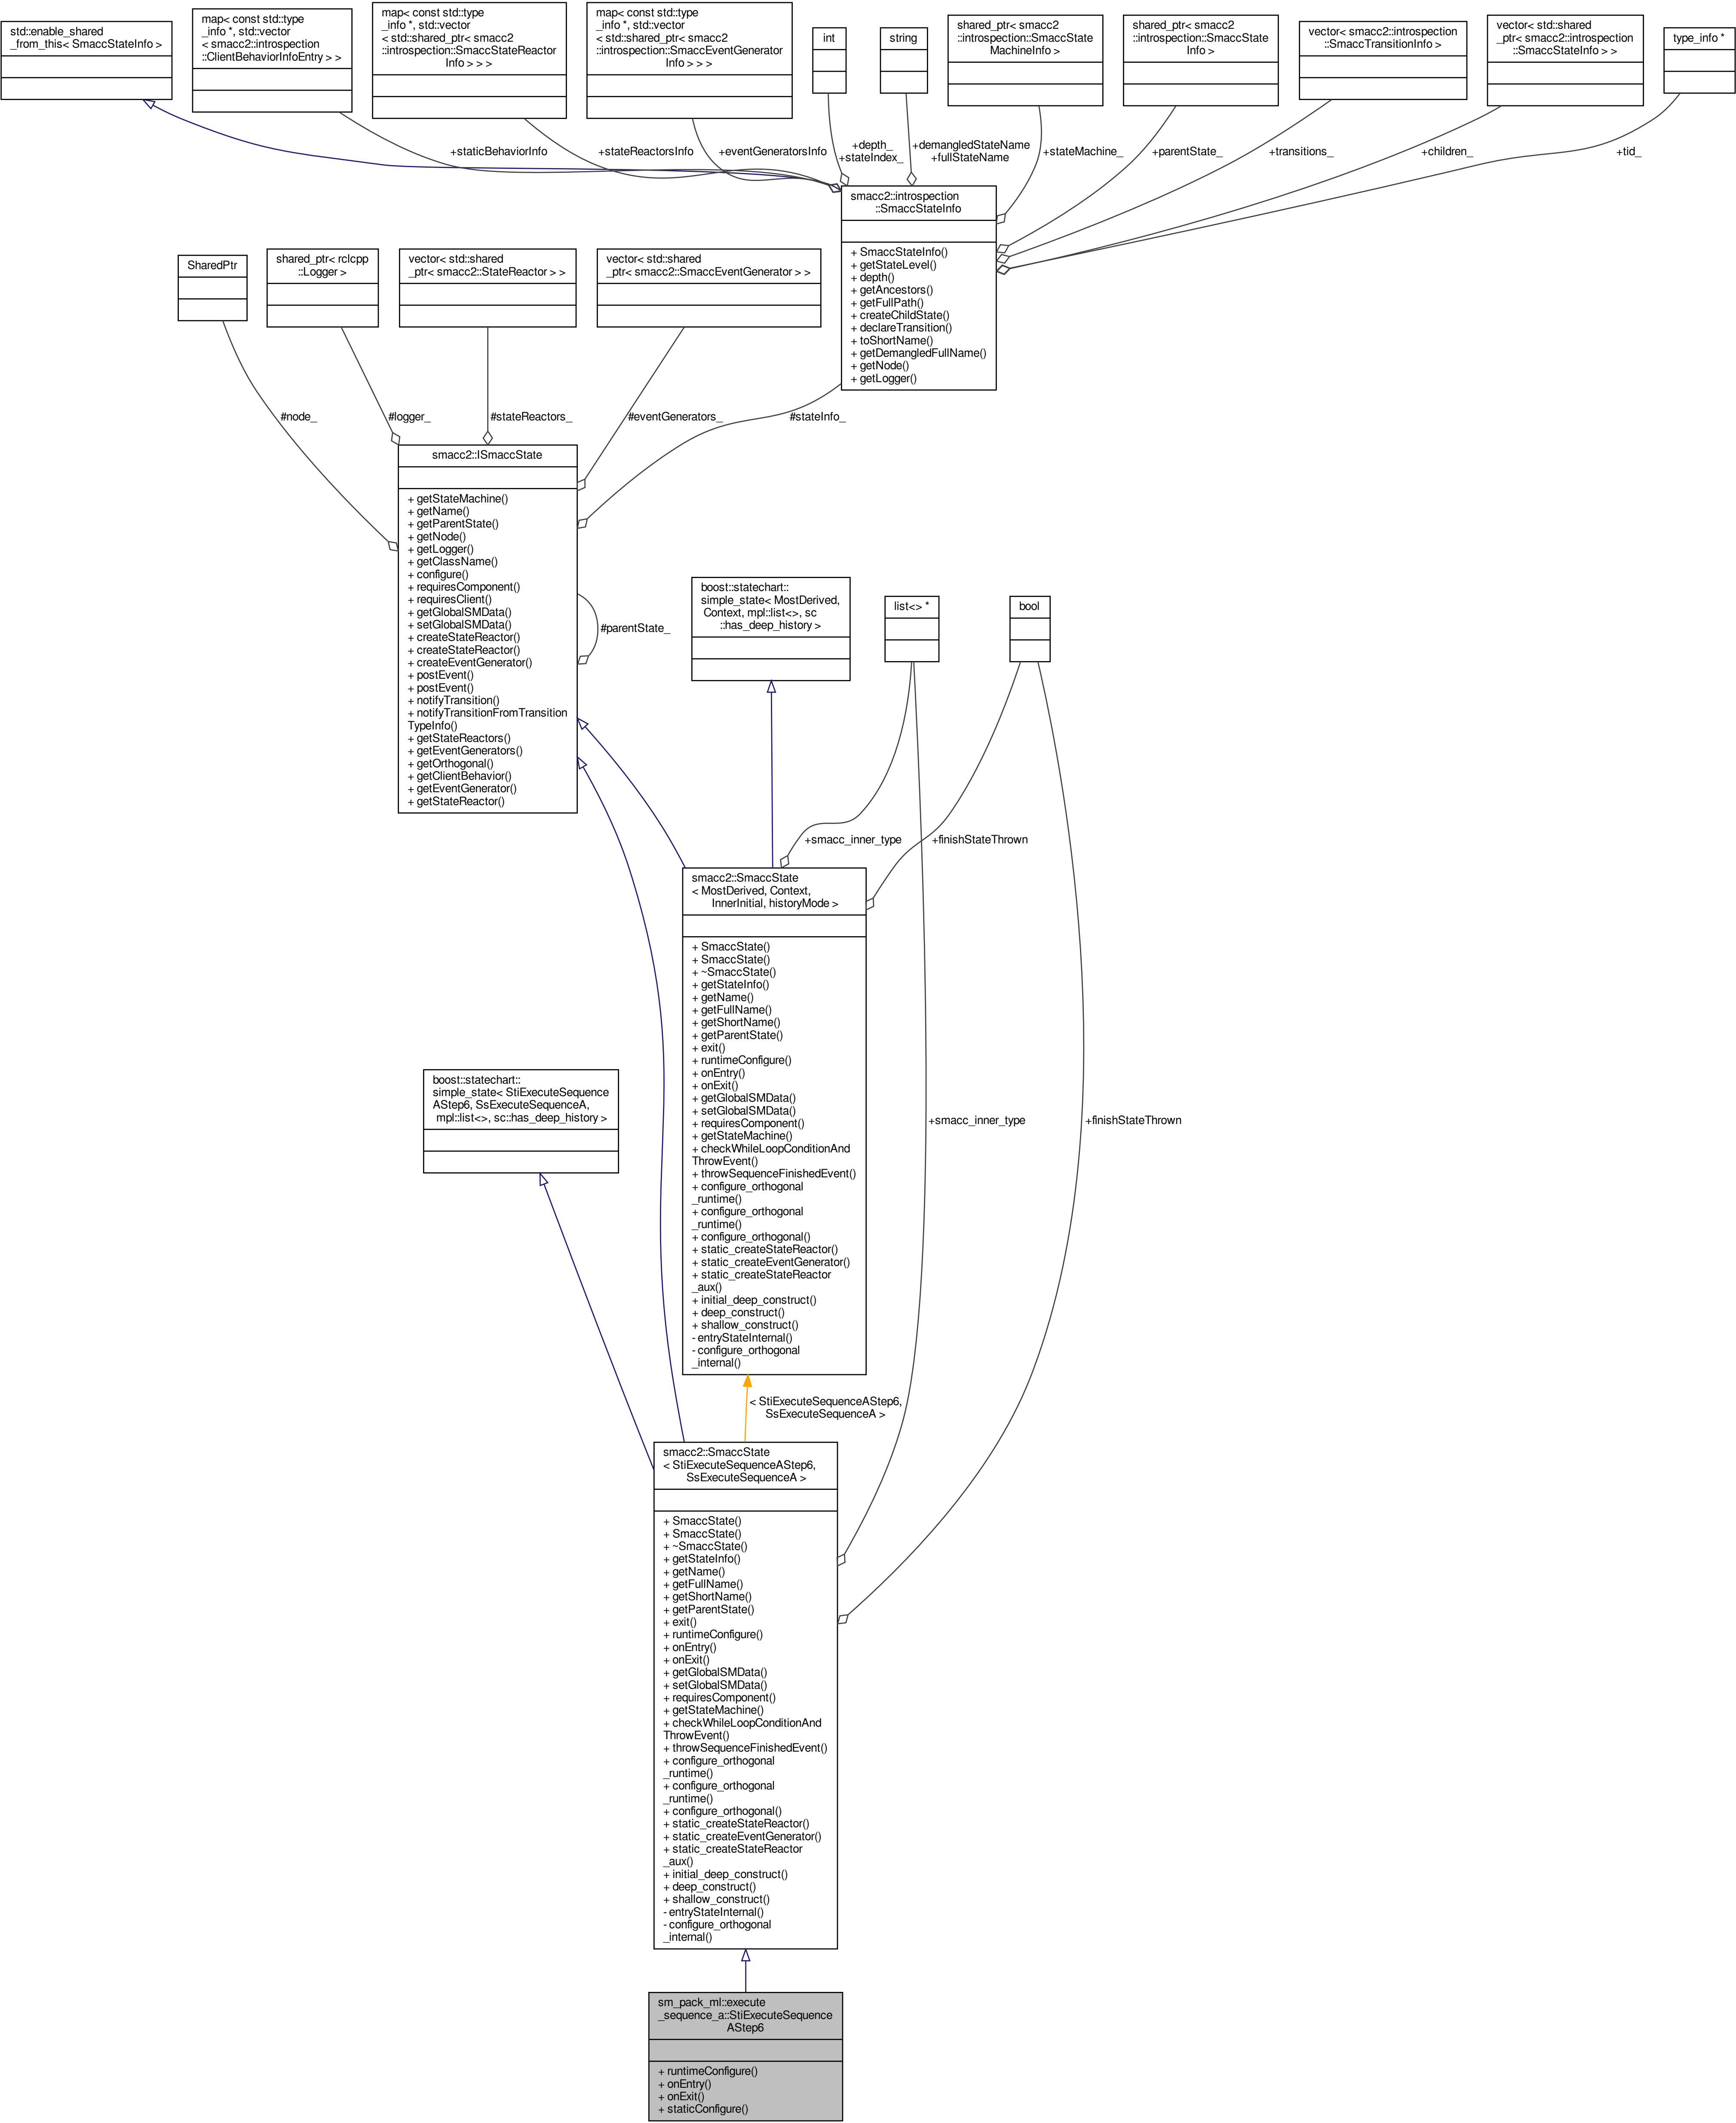 std::enable_shared
_from_this< SmaccStateInfo >
map< const std::type
_info *, std::vector
< smacc2::introspection
::ClientBehaviorInfoEntry > >
map< const std::type
_info *, std::vector
< std::shared_ptr< smacc2
::introspection::SmaccStateReactor
Info > > >
map< const std::type
_info *, std::vector
< std::shared_ptr< smacc2
::introspection::SmaccEventGenerator
Info > > >
int
string
shared_ptr< smacc2
::introspection::SmaccState
MachineInfo >
shared_ptr< smacc2
::introspection::SmaccState
Info >
vector< smacc2::introspection
::SmaccTransitionInfo >
vector< std::shared
_ptr< smacc2::introspection
::SmaccStateInfo > >
type_info *
+staticBehaviorInfo
+stateReactorsInfo
+eventGeneratorsInfo
+depth_
+stateIndex_
+demangledStateName
+fullStateName
+stateMachine_
+parentState_
+transitions_
+children_
+tid_
smacc2::introspection
::SmaccStateInfo
+ SmaccStateInfo()
+ getStateLevel()
+ depth()
+ getAncestors()
+ getFullPath()
+ createChildState()
+ declareTransition()
+ toShortName()
+ getDemangledFullName()
+ getNode()
+ getLogger()
SharedPtr
shared_ptr< rclcpp
::Logger >
vector< std::shared
_ptr< smacc2::StateReactor > >
vector< std::shared
_ptr< smacc2::SmaccEventGenerator > >
#node_
#logger_
#stateReactors_
#eventGenerators_
#stateInfo_
smacc2::ISmaccState
+ getStateMachine()
+ getName()
+ getParentState()
+ getNode()
+ getLogger()
+ getClassName()
+ configure()
+ requiresComponent()
+ requiresClient()
+ getGlobalSMData()
+ setGlobalSMData()
+ createStateReactor()
+ createStateReactor()
+ createEventGenerator()
+ postEvent()
+ postEvent()
+ notifyTransition()
+ notifyTransitionFromTransition
TypeInfo()
+ getStateReactors()
+ getEventGenerators()
+ getOrthogonal()
+ getClientBehavior()
+ getEventGenerator()
+ getStateReactor()
#parentState_
boost::statechart::
simple_state< MostDerived,
Context, mpl::list<>, sc
::has_deep_history >
list<> *
bool
+smacc_inner_type
+finishStateThrown
smacc2::SmaccState
< MostDerived, Context,
InnerInitial, historyMode >
+ SmaccState()
+ SmaccState()
+ ~SmaccState()
+ getStateInfo()
+ getName()
+ getFullName()
+ getShortName()
+ getParentState()
+ exit()
+ runtimeConfigure()
+ onEntry()
+ onExit()
+ getGlobalSMData()
+ setGlobalSMData()
+ requiresComponent()
+ getStateMachine()
+ checkWhileLoopConditionAnd
ThrowEvent()
+ throwSequenceFinishedEvent()
+ configure_orthogonal
_runtime()
+ configure_orthogonal
_runtime()
+ configure_orthogonal()
+ static_createStateReactor()
+ static_createEventGenerator()
+ static_createStateReactor
_aux()
+ initial_deep_construct()
+ deep_construct()
+ shallow_construct()
- entryStateInternal()
- configure_orthogonal
_internal()
boost::statechart::
simple_state< StiExecuteSequence
AStep6, SsExecuteSequenceA,
mpl::list<>, sc::has_deep_history >
+smacc_inner_type
+finishStateThrown
< StiExecuteSequenceAStep6,
SsExecuteSequenceA >
smacc2::SmaccState
< StiExecuteSequenceAStep6,
SsExecuteSequenceA >
+ SmaccState()
+ SmaccState()
+ ~SmaccState()
+ getStateInfo()
+ getName()
+ getFullName()
+ getShortName()
+ getParentState()
+ exit()
+ runtimeConfigure()
+ onEntry()
+ onExit()
+ getGlobalSMData()
+ setGlobalSMData()
+ requiresComponent()
+ getStateMachine()
+ checkWhileLoopConditionAnd
ThrowEvent()
+ throwSequenceFinishedEvent()
+ configure_orthogonal
_runtime()
+ configure_orthogonal
_runtime()
+ configure_orthogonal()
+ static_createStateReactor()
+ static_createEventGenerator()
+ static_createStateReactor
_aux()
+ initial_deep_construct()
+ deep_construct()
+ shallow_construct()
- entryStateInternal()
- configure_orthogonal
_internal()
sm_pack_ml::execute
_sequence_a::StiExecuteSequence
AStep6
+ runtimeConfigure()
+ onEntry()
+ onExit()
+ staticConfigure()